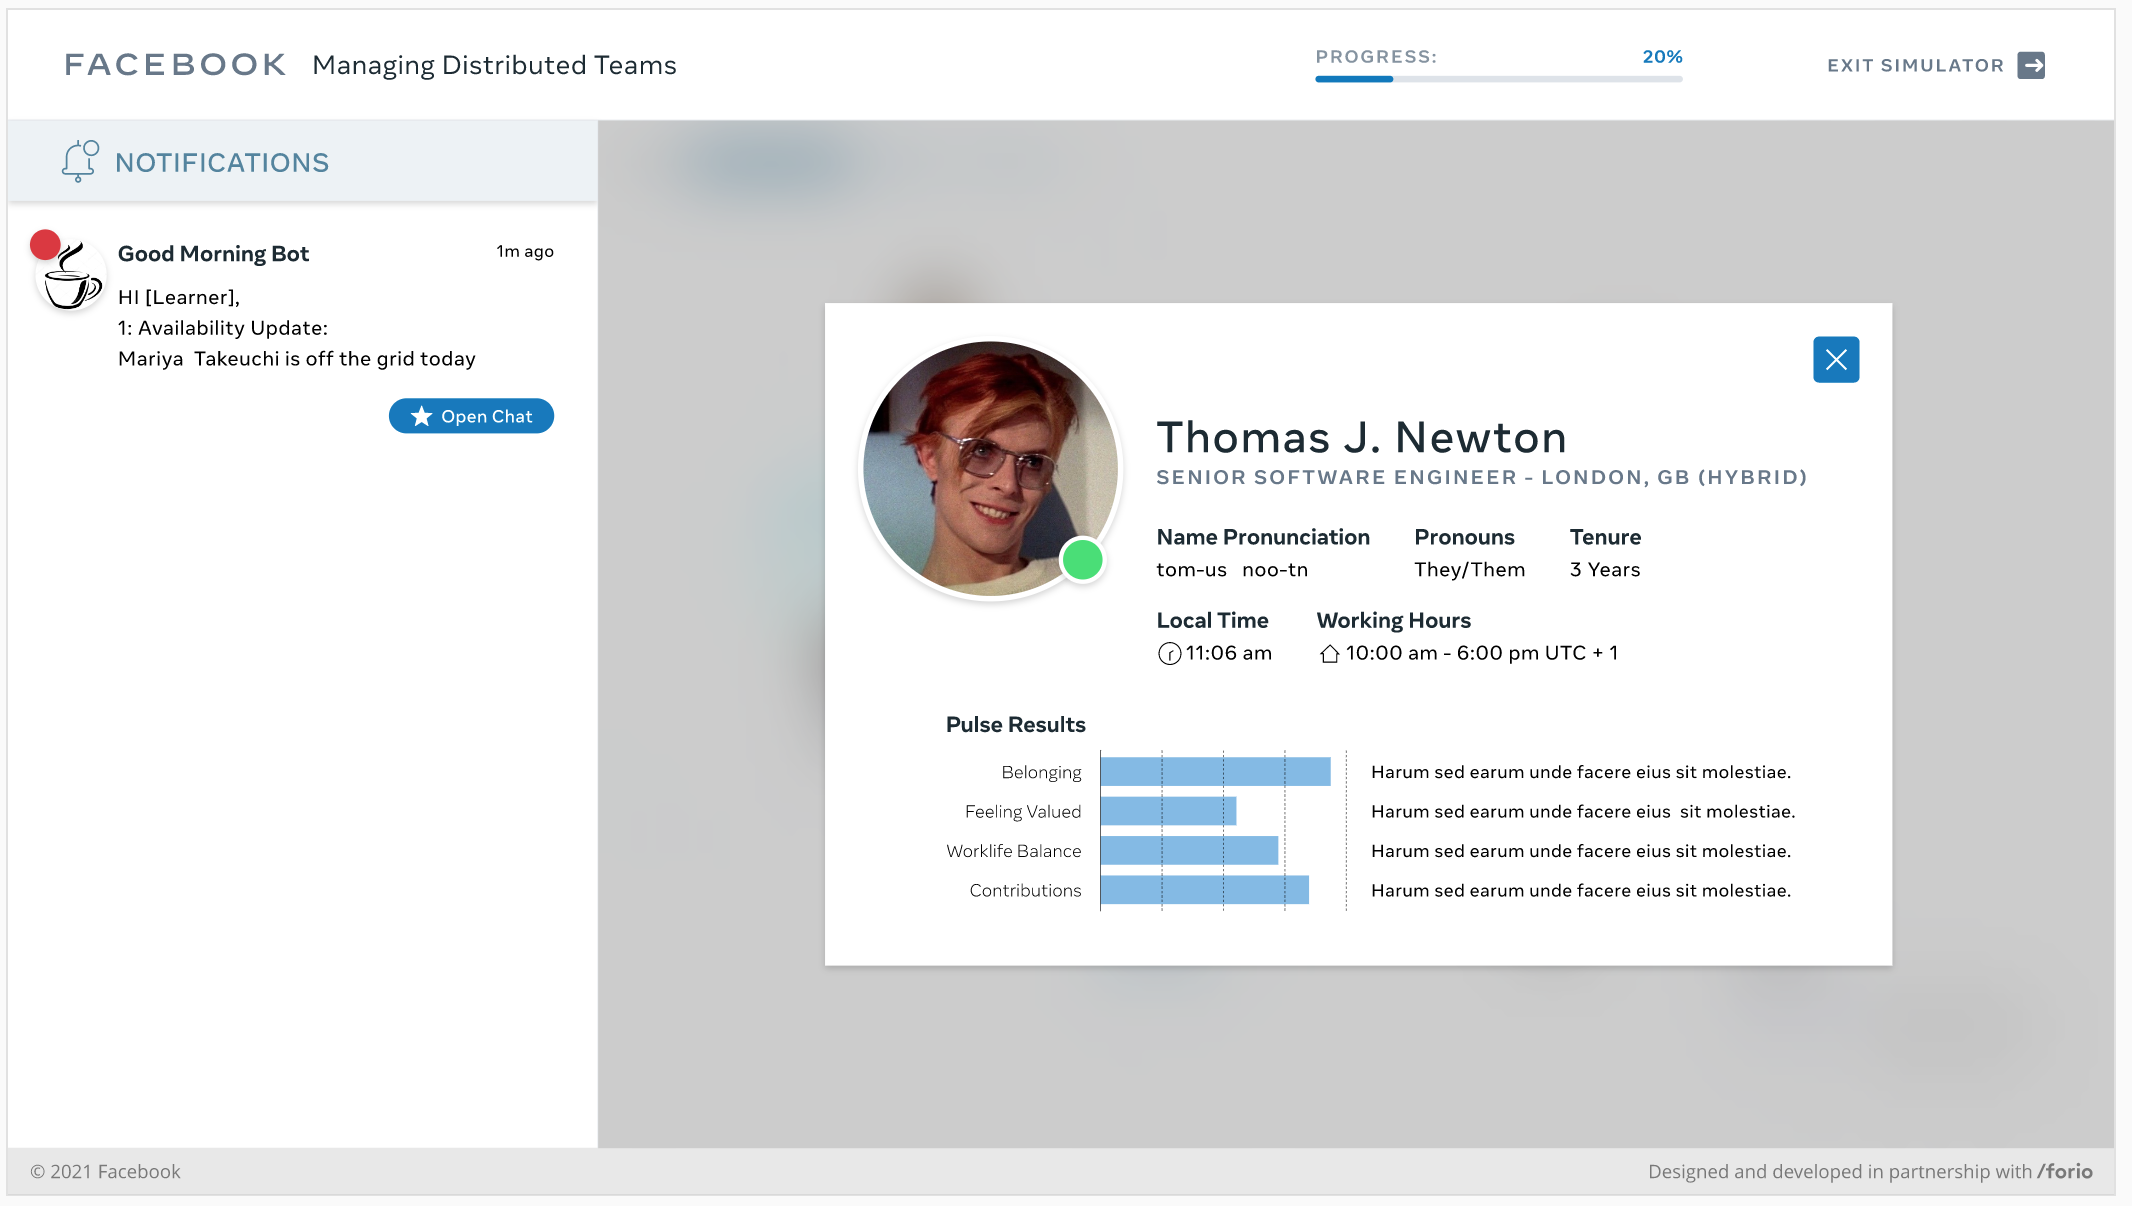 FACEBOOK Managing Distributed Teams
PROGRESS: 20%
EXIT SIMULATOR
NOTIFICATIONS
Good Morning Bot 1m ago
HI [Learner],
1: Availability Update:
Mariya Takeuchi is off the grid today
Open Chat
Thomas J. Newton
SENIOR SOFTWARE ENGINEER - LONDON, GB (HYBRID)
Name Pronunciation Pronouns Tenure
tom-us noo-tn They/Them 3 Years
Local Time Working Hours
11:06 am 10:00 am - 6:00 pm UTC + 1
Pulse Results
Belonging Harum sed earum unde facere eius sit molestiae.
Feeling Valued Harum sed earum unde facere eius sit molestiae.
Worklife Balance Harum sed earum unde facere eius sit molestiae.
Contributions Harum sed earum unde facere eius sit molestiae.
© 2021 Facebook Designed and developed in partnership with /forio